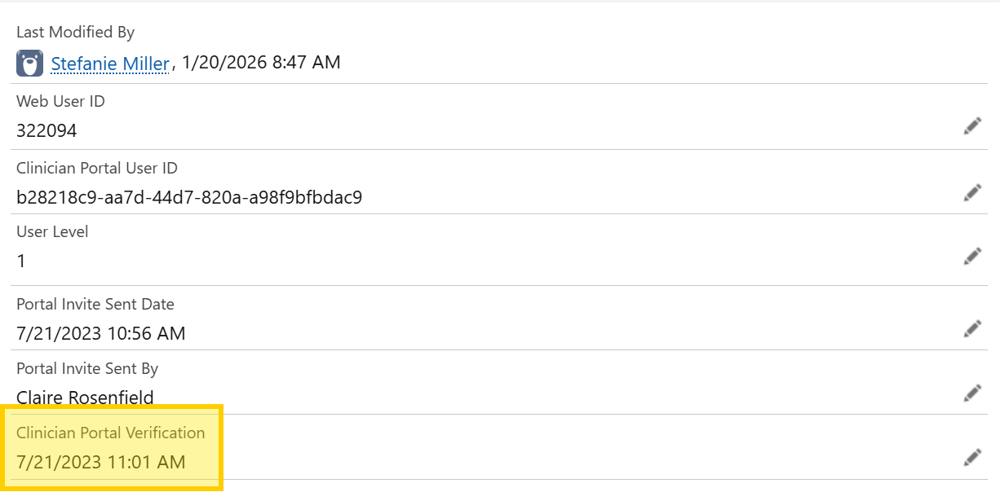 Last Modified By
Stefanie Miller, 1/20/2026 8:47 AM
Web User ID
322094
Clinician Portal User ID
b28218c9-aa7d-44d7-820a-a98f9bfbdac9
User Level
1
Portal Invite Sent Date
7/21/2023 10:56 AM
Portal Invite Sent By
Claire Rosenfield
Clinician Portal Verification
7/21/2023 11:01 AM